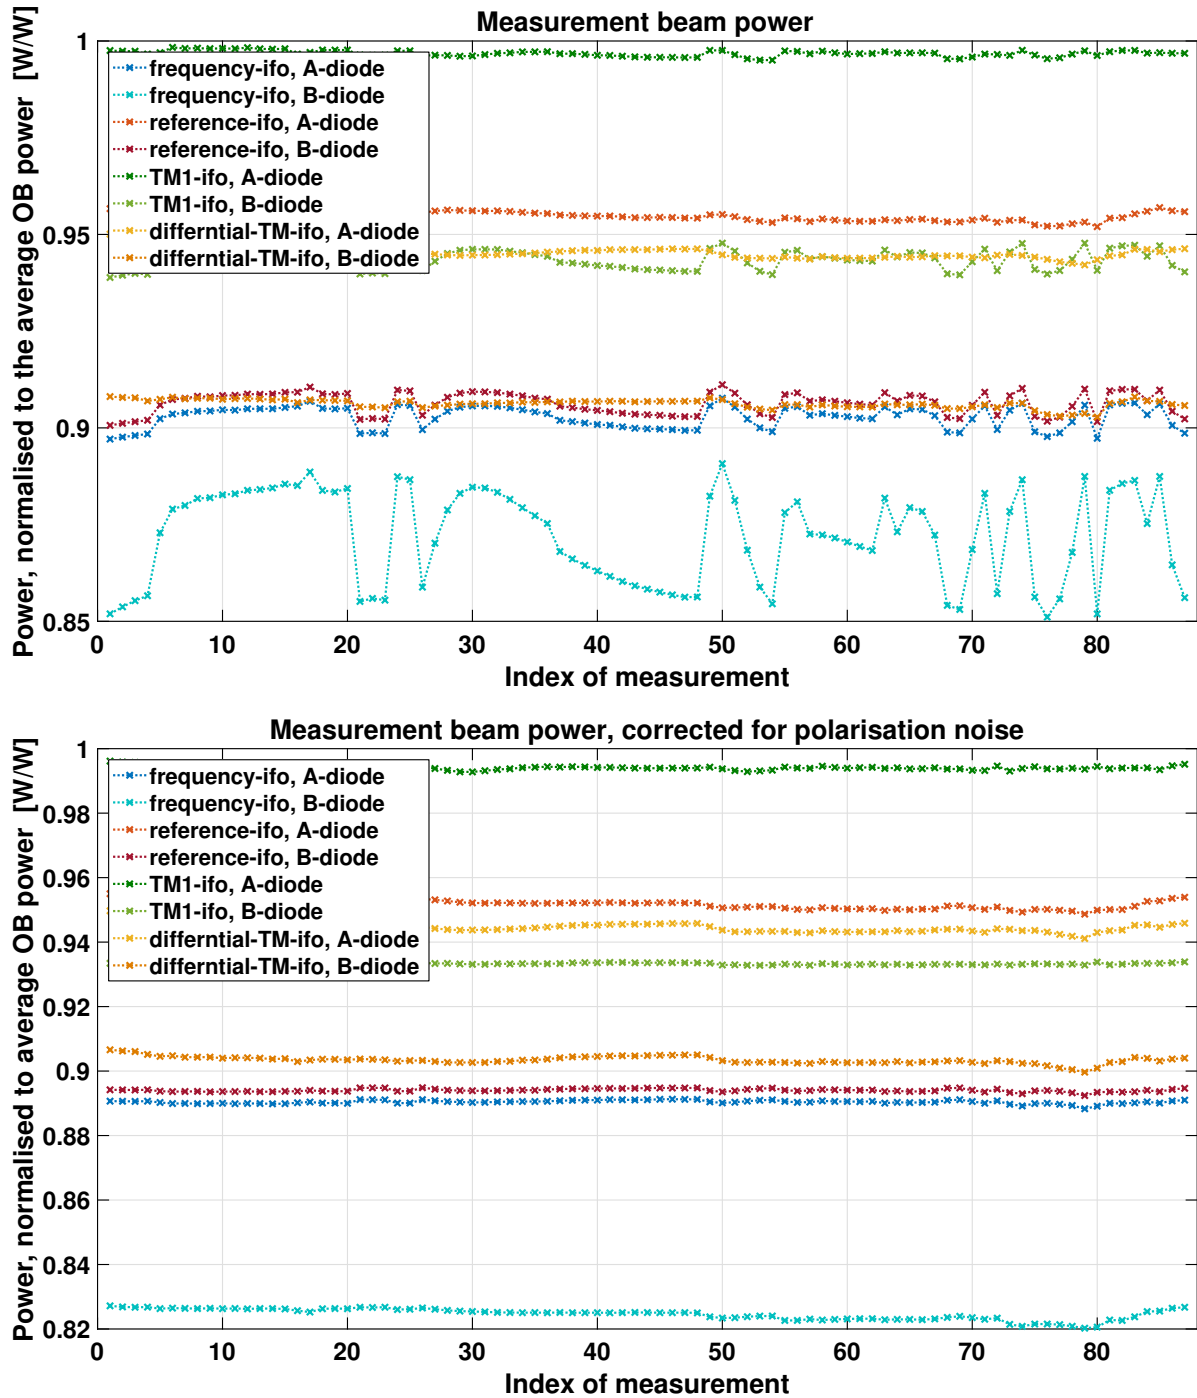 Measurement beam power
Power, normalised to the average OB power [W/W]
1
0.95
0.9
0.85
frequency-ifo, A-diode
frequency-ifo, B-diode
reference-ifo, A-diode
reference-ifo, B-diode
TM1-ifo, A-diode
TM1-ifo, B-diode
differntial-TM-ifo, A-diode
differntial-TM-ifo, B-diode
0 10 20 30 40 50 60 70 80
Index of measurement
Measurement beam power, corrected for polarisation noise
Power, normalised to average OB power [W/W]
1
0.98
0.96
0.94
0.92
0.9
0.88
0.86
0.84
0.82
frequency-ifo, A-diode
frequency-ifo, B-diode
reference-ifo, A-diode
reference-ifo, B-diode
TM1-ifo, A-diode
TM1-ifo, B-diode
differntial-TM-ifo, A-diode
differntial-TM-ifo, B-diode
0 10 20 30 40 50 60 70 80
Index of measurement